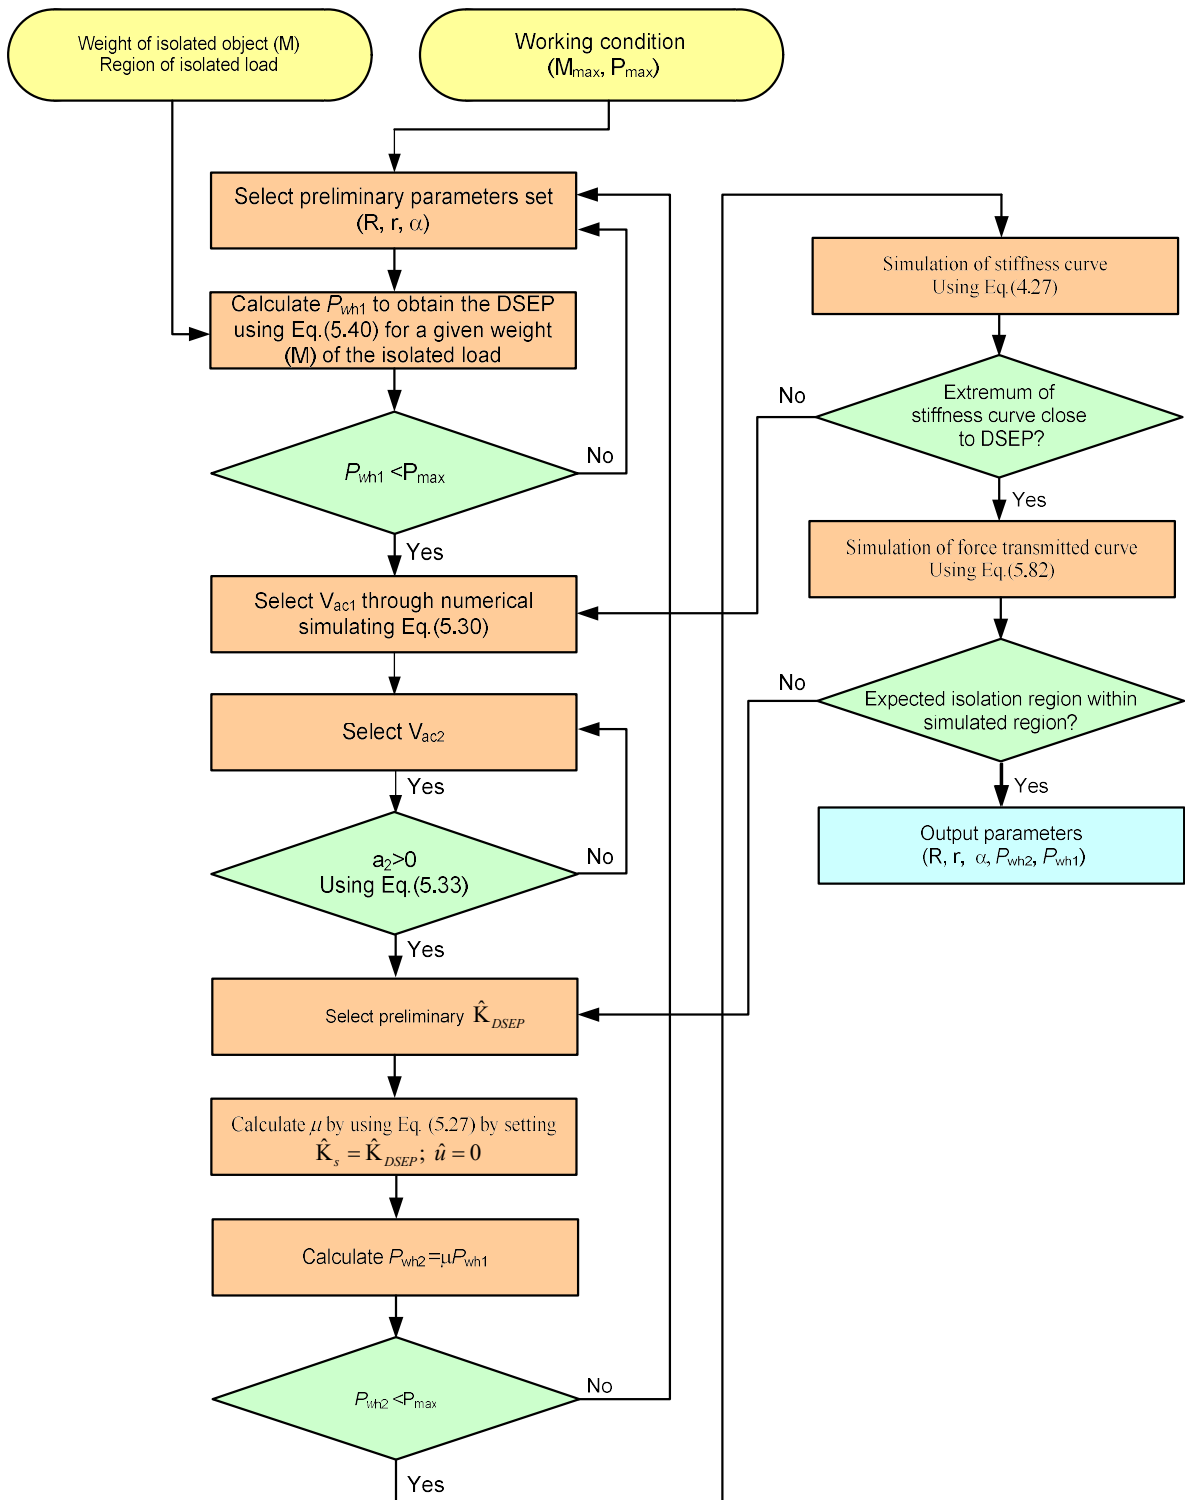 Weight of isolated object (M)
Region of isolated load
Working condition
(Mmax, Pmax)
Select preliminary parameters set
(R, r, α)
Calculate Pwh1 to obtain the DSEP
using Eq.(5.40) for a given weight
(M) of the isolated load
Pwh1 <Pmax
No
Yes
Select Vac1 through numerical
simulating Eq.(5.30)
Select Vac2
Yes
a2>0
Using Eq.(5.33)
No
Yes
Select preliminary K̂DSEP
Calculate μ by using Eq. (5.27) by setting
K̂s = K̂DSEP; û = 0
Calculate Pwh2=μPwh1
Pwh2 <Pmax
No
Yes
Simulation of stiffness curve
Using Eq.(4.27)
Extremum of
stiffness curve close
to DSEP?
No
Yes
Simulation of force transmitted curve
Using Eq.(5.82)
Expected isolation region within
simulated region?
No
Yes
Output parameters
(R, r, α, Pwh2, Pwh1)